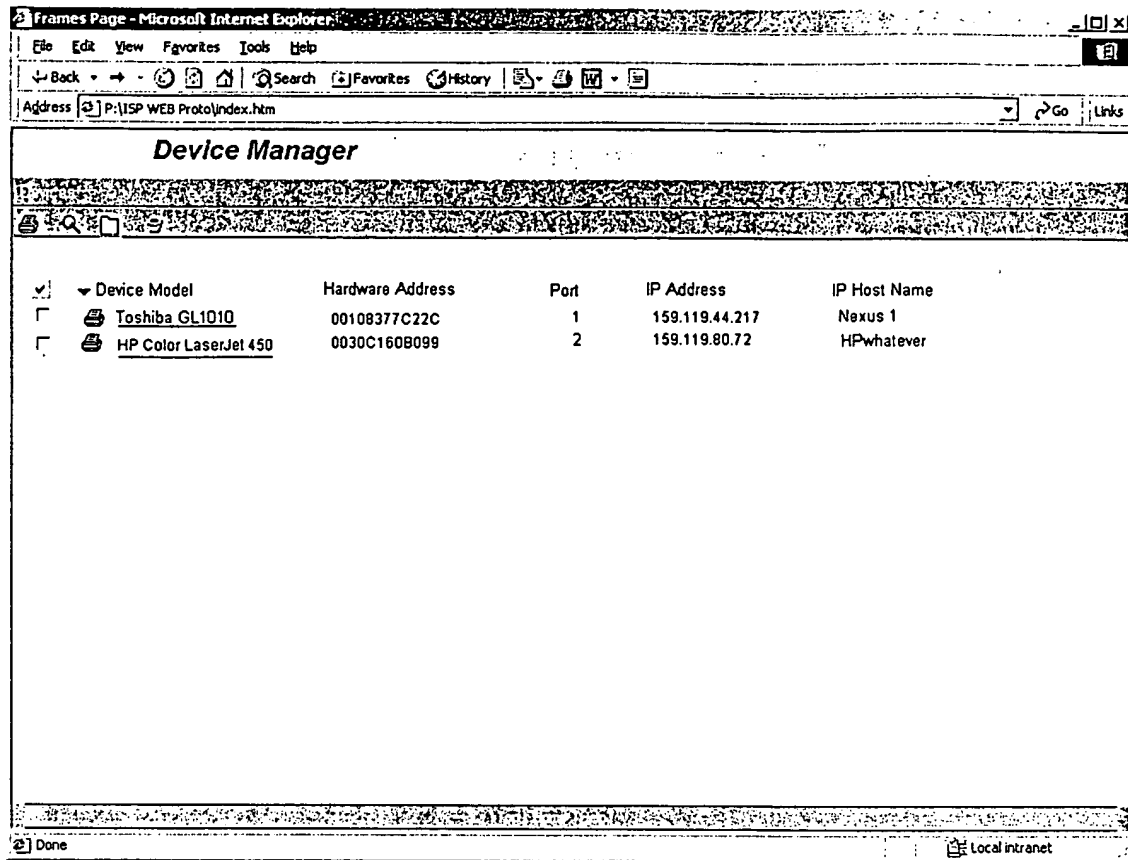 Frames Page - Microsoft Internet Explorer
File Edit View Favorites Tools Help
Back Search Favorites History
Address P:\ISP WEB Proto\index.htm Go Links
Device Manager
Device Model Hardware Address Port IP Address IP Host Name
Toshiba GL1010 00108377C22C 1 159.119.44.217 Nexus 1
HP Color LaserJet 450 0030C160B099 2 159.119.80.72 HPwhatever
Done Local intranet